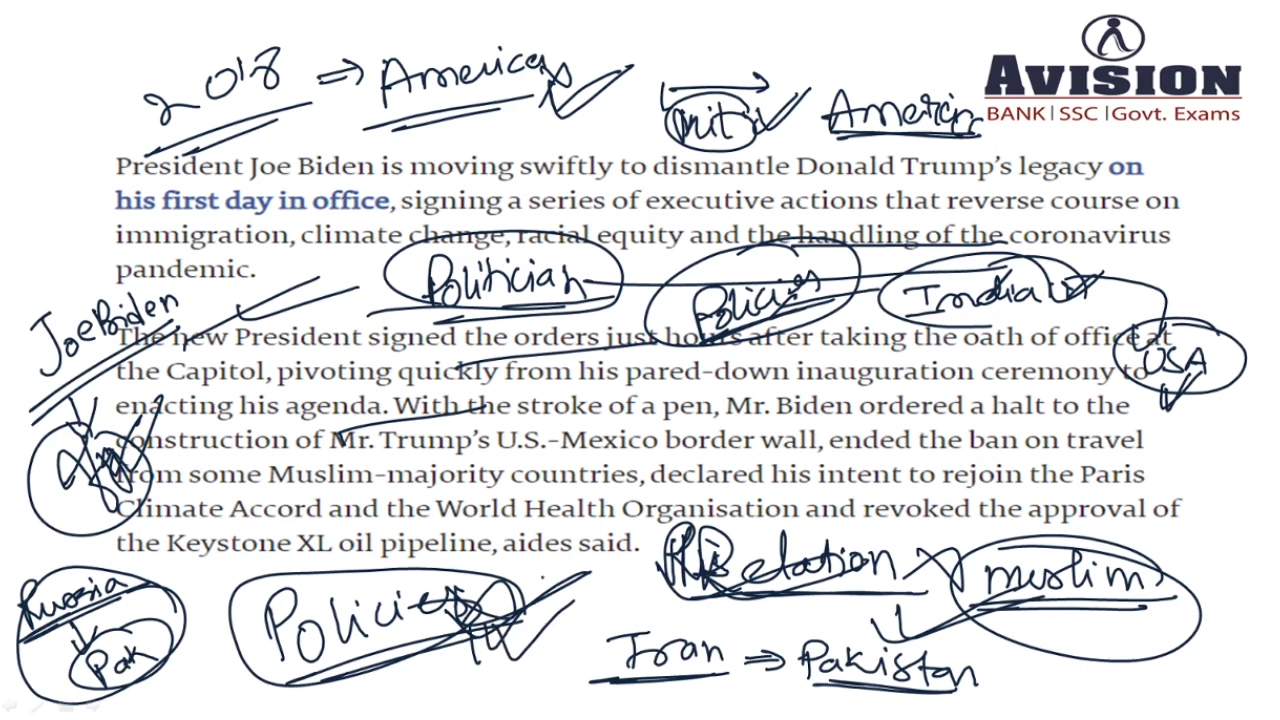 2018 ⇒ America
America
AVISION
BANK | SSC | Govt. Exams
President Joe Biden is moving swiftly to dismantle Donald Trump's legacy on
his first day in office, signing a series of executive actions that reverse course on
immigration, climate change, racial equity and the handling of the coronavirus
pandemic.
Politician
Policies
India
USA
Joe Biden
The new President signed the orders just hours after taking the oath of office at
the Capitol, pivoting quickly from his pared-down inauguration ceremony to
enacting his agenda. With the stroke of a pen, Mr. Biden ordered a halt to the
construction of Mr. Trump's U.S.-Mexico border wall, ended the ban on travel
from some Muslim-majority countries, declared his intent to rejoin the Paris
Climate Accord and the World Health Organisation and revoked the approval of
the Keystone XL oil pipeline, aides said.
Relation
muslim
Russia
Pak
Policies
Iran ⇒ Pakistan